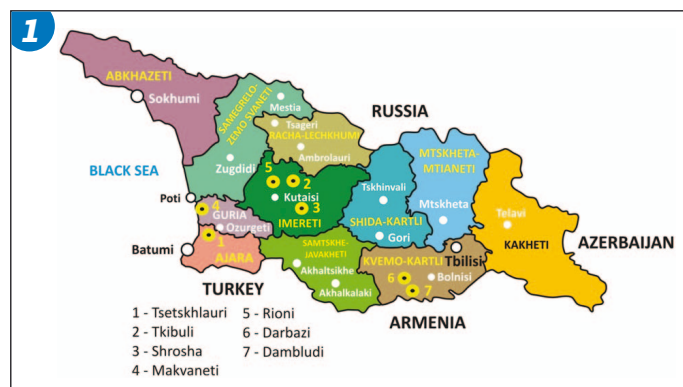 1
ABKHAZETI
Sokhumi
SAMEGRELO-
ZEMO SVANETI
Mestia
RUSSIA
Tsageri
RACHA-LECHKHUMI
Ambrolauri
MTSKHETA-
MTIANETI
BLACK SEA
Zugdidi
5
2
Kutaisi
3
IMERETI
Tskhinvali
Mtskheta
SHIDA-KARTLI
Gori
Telavi
KAKHETI
AZERBAIJAN
Poti
4
GURIA
Ozurgeti
Batumi
1
AJARA
SAMTSKHE-
JAVAKHETI
Akhaltsikhe
Akhalkalaki
KVEMO-KARTLI
Tbilisi
6
Bolnisi
7
TURKEY
ARMENIA
1 - Tsetskhlauri
2 - Tkibuli
3 - Shrosha
4 - Makvaneti
5 - Rioni
6 - Darbazi
7 - Dambludi